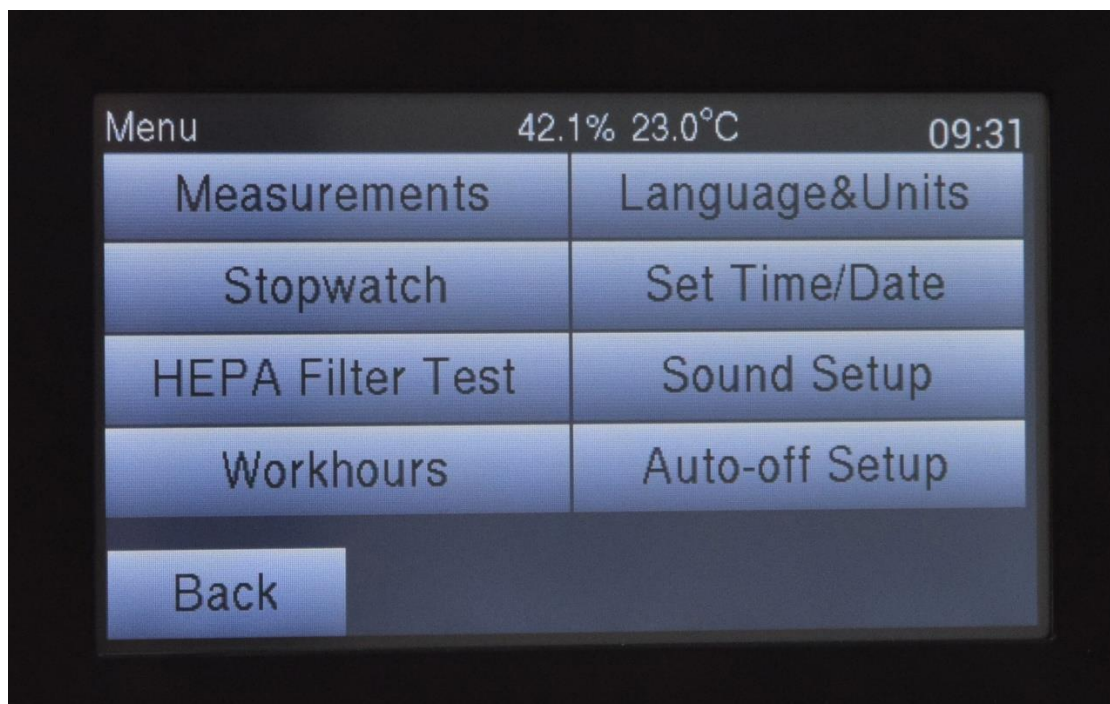 Menu 42.1% 23.0°C 09:31
Measurements Language&Units
Stopwatch Set Time/Date
HEPA Filter Test Sound Setup
Workhours Auto-off Setup
Back